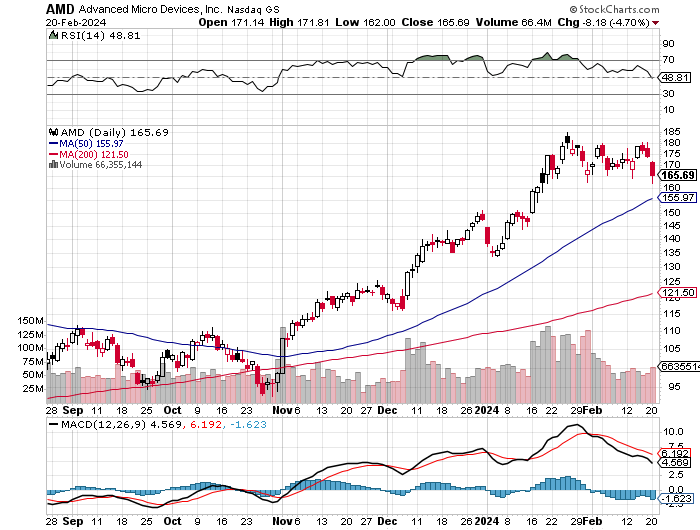 AMD Advanced Micro Devices, Inc. Nasdaq GS © StockCharts.com
20-Feb-2024 Open 171.14 High 171.81 Low 162.00 Close 165.69 Volume 66.4M Chg -8.18 (-4.70%)
RSI(14) 48.81
90
70
48.81
30
10
AMD (Daily) 165.69
MA(50) 155.97
MA(200) 121.50
Volume 66,355,144
185
180
175
170
165.69
160
155.97
150
145
140
135
130
125
121.50
115
110
105
100
6635514
95
150M
125M
100M
75M
50M
25M
28 Sep 11 18 25 Oct 9 16 23 Nov 6 13 20 27 Dec 11 18 26 2024 8 16 22 29 Feb 12 20
MACD(12,26,9) 4.569, 6.192, -1.623
10.0
7.5
6.192
4.569
2.5
0.0
-1.623
28 Sep 11 18 25 Oct 9 16 23 Nov 6 13 20 27 Dec 11 18 26 2024 8 16 22 29 Feb 12 20